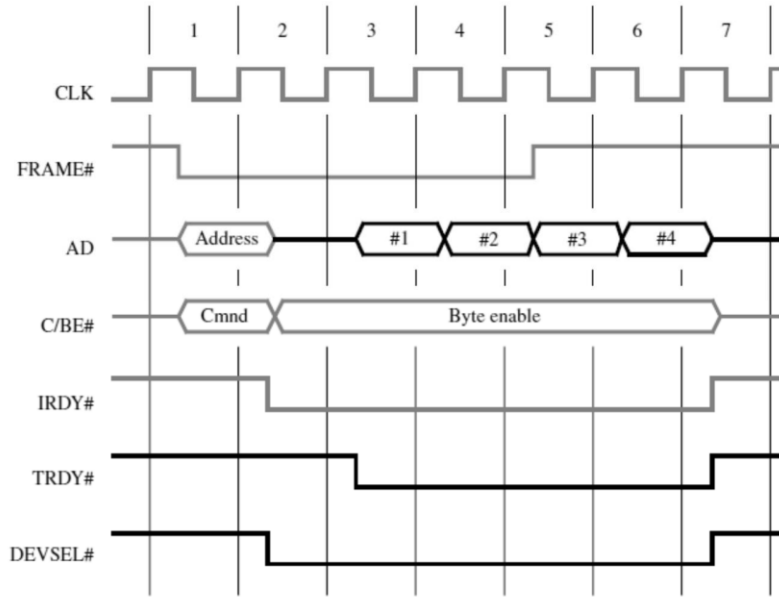 1 2 3 4 5 6 7
CLK
FRAME#
AD Address #1 #2 #3 #4
C/BE# Cmnd Byte enable
IRDY#
TRDY#
DEVSEL#